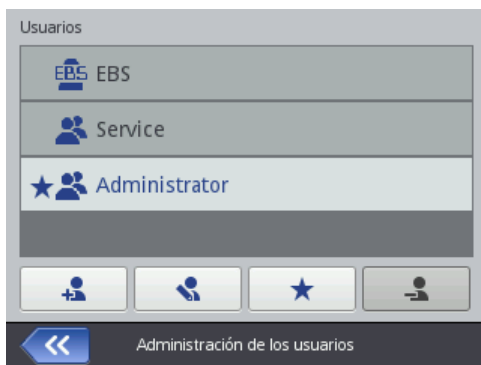 Usuarios
EBS EBS
Service
Administrator
Administración de los usuarios